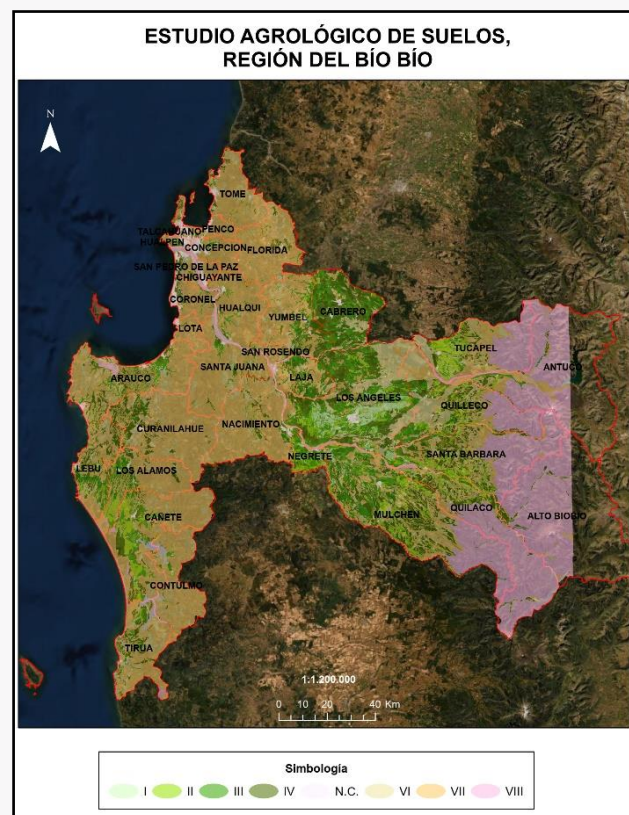 ESTUDIO AGROLÓGICO DE SUELOS,
REGIÓN DEL BÍO BÍO
N
TOME
TALCAHUANO
PENCO
HUALPEN
CONCEPCION
FLORIDA
SAN PEDRO DE LA PAZ
CHIGUAYANTE
CORONEL
HUALQUI
LOTA
YUMBEL
CABRERO
TUCAPEL
ANTUCO
SAN ROSENDO
SANTA JUANA
LAJA
ARAUCO
LOS ANGELES
QUILLECO
CURANILAHUE
NACIMIENTO
NEGRETE
SANTA BARBARA
LEBU
LOS ALAMOS
MULCHEN
QUILACO
ALTO BIOBIO
CAÑETE
CONTULMO
TIRUA
1:1.200.000
0 10 20 40 Km
Simbología
I II III IV N.C. VI VII VIII